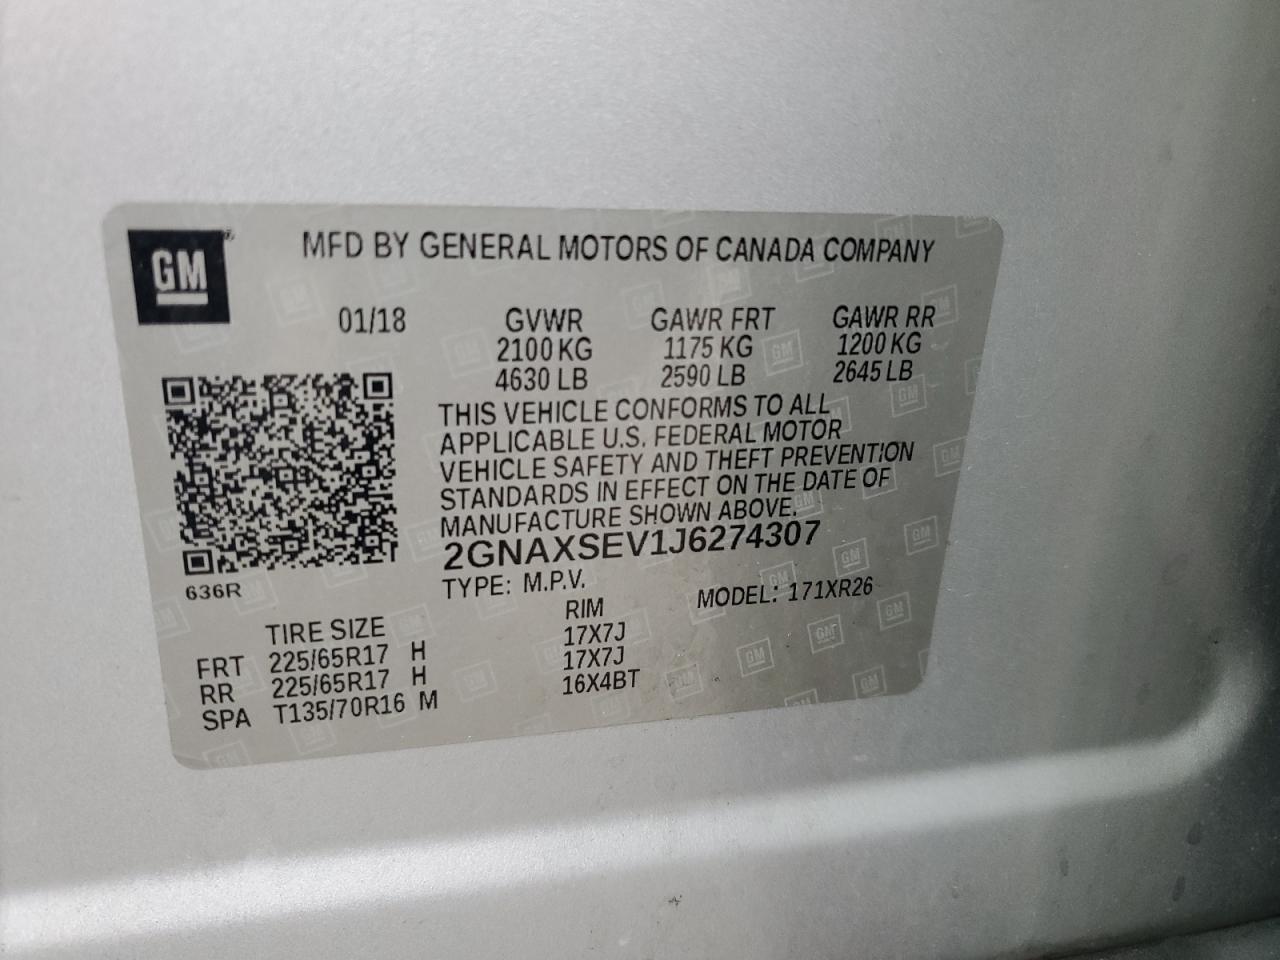 GM
MFD BY GENERAL MOTORS OF CANADA COMPANY
01/18 GVWR GAWR FRT GAWR RR
2100 KG 1175 KG 1200 KG
4630 LB 2590 LB 2645 LB
THIS VEHICLE CONFORMS TO ALL
APPLICABLE U.S. FEDERAL MOTOR
VEHICLE SAFETY AND THEFT PREVENTION
STANDARDS IN EFFECT ON THE DATE OF
MANUFACTURE SHOWN ABOVE.
2GNAXSEV1J6274307
636R
TYPE: M.P.V. MODEL: 171XR26
TIRE SIZE RIM
FRT 225/65R17 H 17X7J
RR 225/65R17 H 17X7J
SPA T135/70R16 M 16X4BT